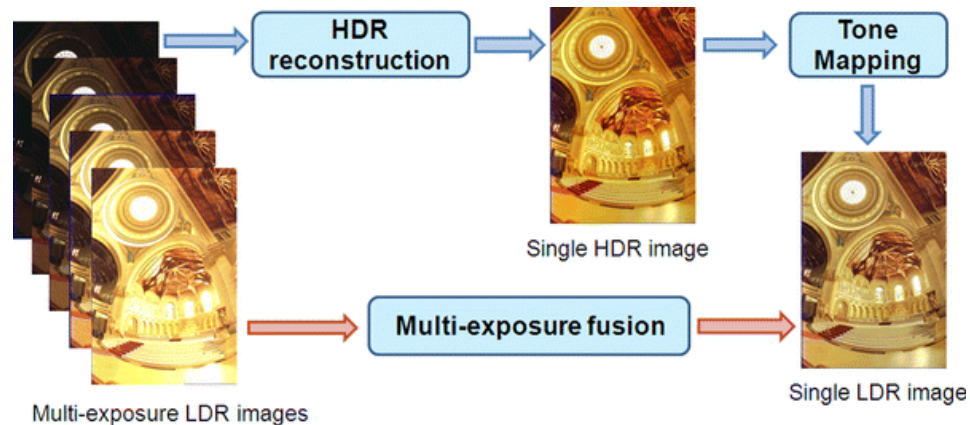 HDR
reconstruction
Tone
Mapping
Single HDR image
Multi-exposure fusion
Single LDR image
Multi-exposure LDR images